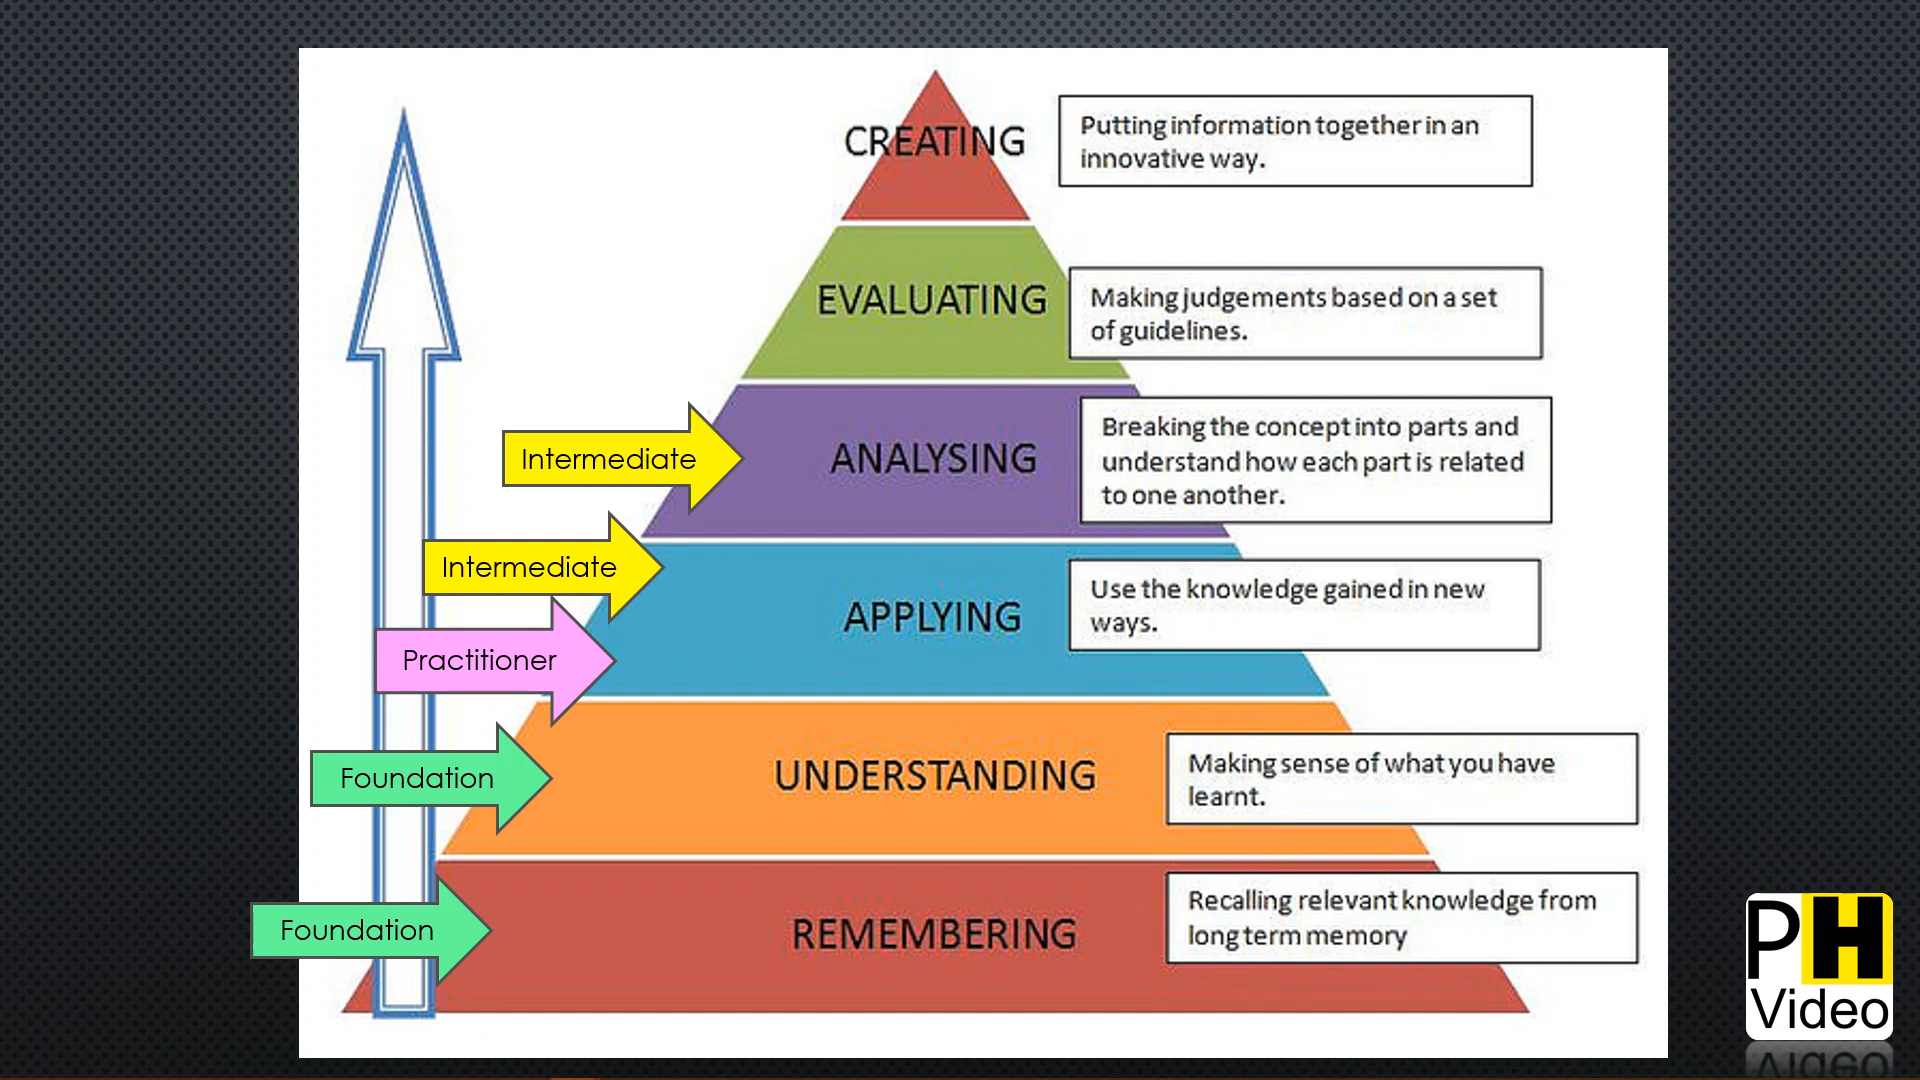 CREATING
Putting information together in an
innovative way.
EVALUATING
Making judgements based on a set
of guidelines.
Intermediate
ANALYSING
Breaking the concept into parts and
understand how each part is related
to one another.
Intermediate
APPLYING
Use the knowledge gained in new
ways.
Practitioner
Foundation
UNDERSTANDING
Making sense of what you have
learnt.
Foundation
REMEMBERING
Recalling relevant knowledge from
long term memory
PH
Video